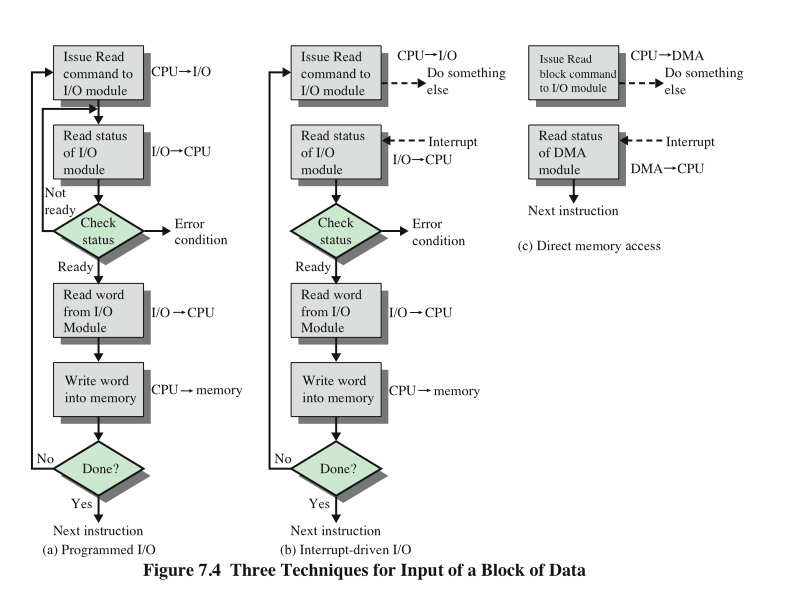 Issue Read
command to
I/O module
CPU→I/O
Read status
of I/O
module
I/O→CPU
Not
ready
Check
status
Error
condition
Ready
Read word
from I/O
Module
I/O→CPU
Write word
into memory
CPU→memory
No
Done?
Yes
Next instruction
(a) Programmed I/O
Issue Read
command to
I/O module
CPU→I/O
Do something
else
Read status
of I/O
module
Interrupt
I/O→CPU
Check
status
Error
condition
Ready
Read word
from I/O
Module
I/O→CPU
Write word
into memory
CPU→memory
No
Done?
Yes
Next instruction
(b) Interrupt-driven I/O
Issue Read
block command
to I/O module
CPU→DMA
Do something
else
Read status
of DMA
module
Interrupt
DMA→CPU
Next instruction
(c) Direct memory access
Figure 7.4 Three Techniques for Input of a Block of Data